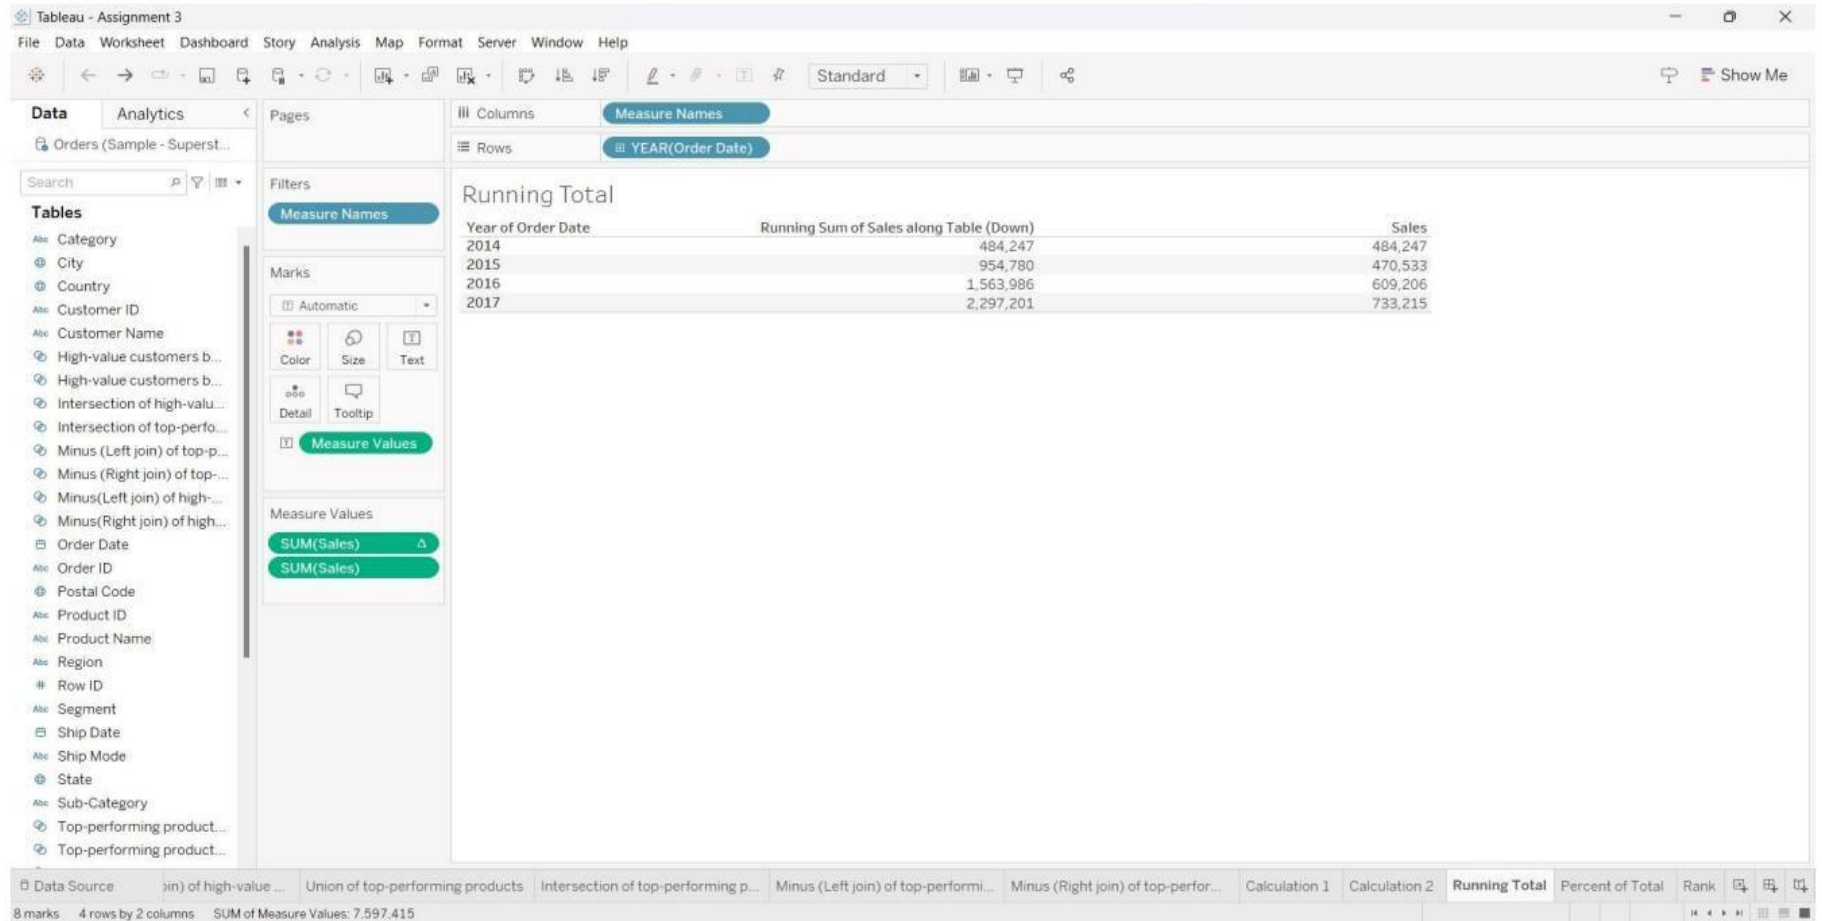 Tableau - Assignment 3
File Data Worksheet Dashboard Story Analysis Map Format Server Window Help
Standard
Show Me
Data Analytics
Orders (Sample - Superst...
Search
Tables
Abc Category
City
Country
Abc Customer ID
Abc Customer Name
High-value customers b...
High-value customers b...
Intersection of high-valu...
Intersection of top-perfo...
Minus (Left join) of top-p...
Minus (Right join) of top-...
Minus(Left join) of high-...
Minus(Right join) of high...
Order Date
Abc Order ID
Postal Code
Abc Product ID
Abc Product Name
Abc Region
# Row ID
Abc Segment
Ship Date
Abc Ship Mode
State
Abc Sub-Category
Top-performing product...
Top-performing product...
Pages
Filters
Measure Names
Marks
Automatic
Color Size Text
Detail Tooltip
Measure Values
Measure Values
SUM(Sales) Δ
SUM(Sales)
Columns Measure Names
Rows YEAR(Order Date)
Running Total
Year of Order Date Running Sum of Sales along Table (Down) Sales
2014 484,247 484,247
2015 954,780 470,533
2016 1,563,986 609,206
2017 2,297,201 733,215
Data Source oin) of high-value ... Union of top-performing products Intersection of top-performing p... Minus (Left join) of top-performi... Minus (Right join) of top-perfor... Calculation 1 Calculation 2 Running Total Percent of Total Rank
8 marks 4 rows by 2 columns SUM of Measure Values: 7.597.415